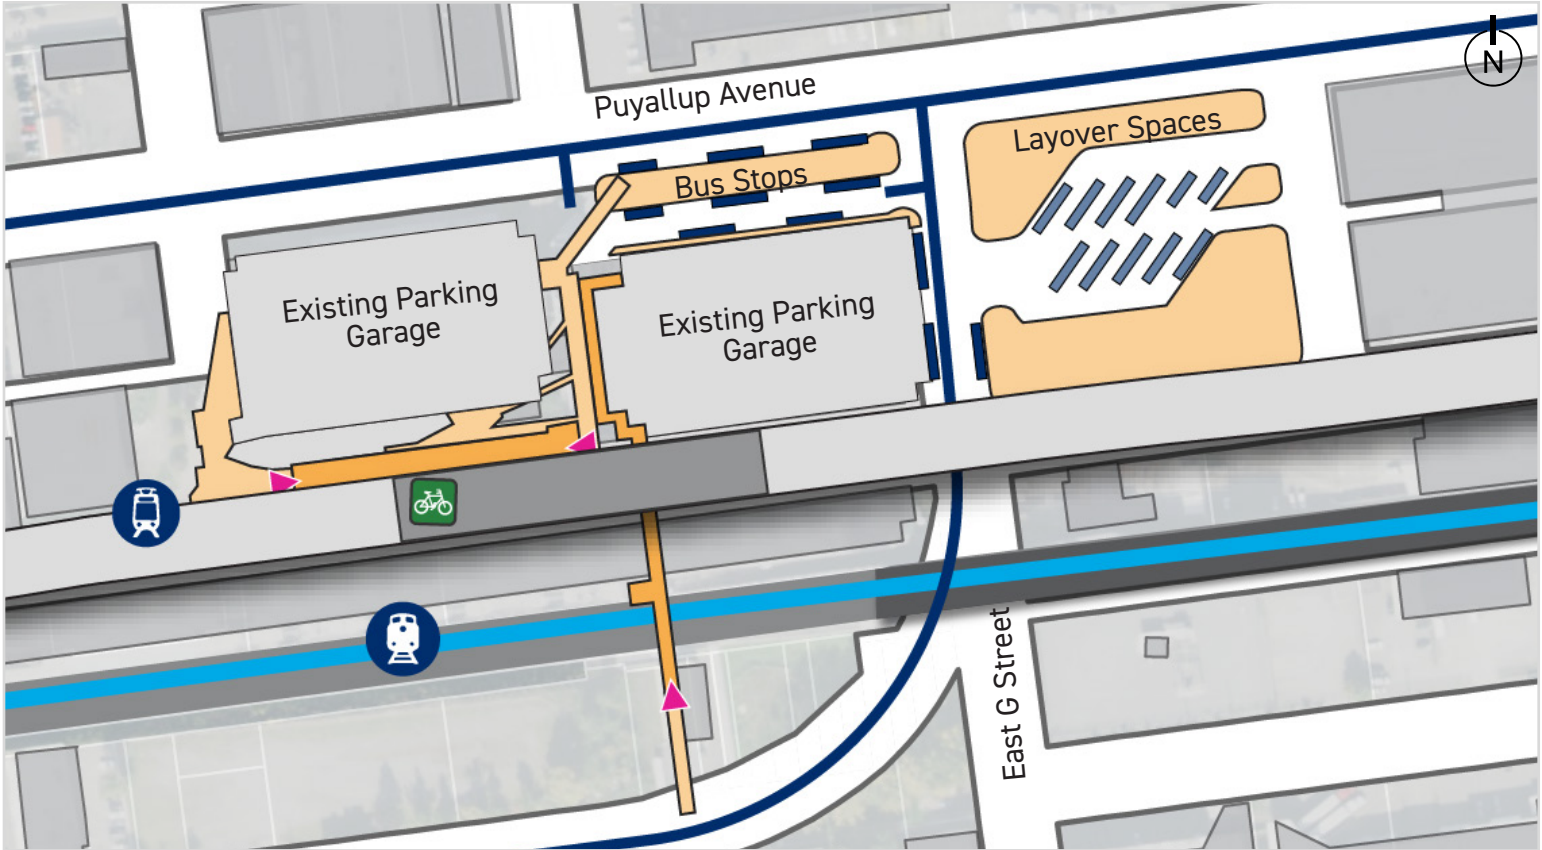 N
Puyallup Avenue
Layover Spaces
Bus Stops
Existing Parking
Garage
Existing Parking
Garage
East G Street